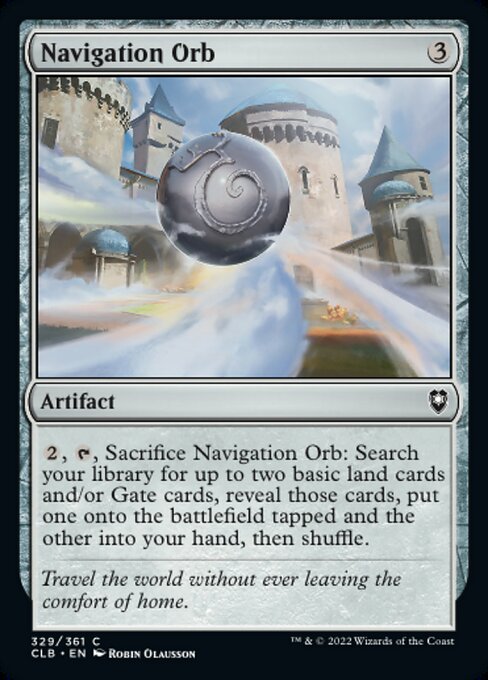 Navigation Orb 3
Artifact
2, T, Sacrifice Navigation Orb: Search
your library for up to two basic land cards
and/or Gate cards, reveal those cards, put
one onto the battlefield tapped and the
other into your hand, then shuffle.
Travel the world without ever leaving the
comfort of home.
329/361 C
CLB • EN Robin Olausson
™ & © 2022 Wizards of the Coast